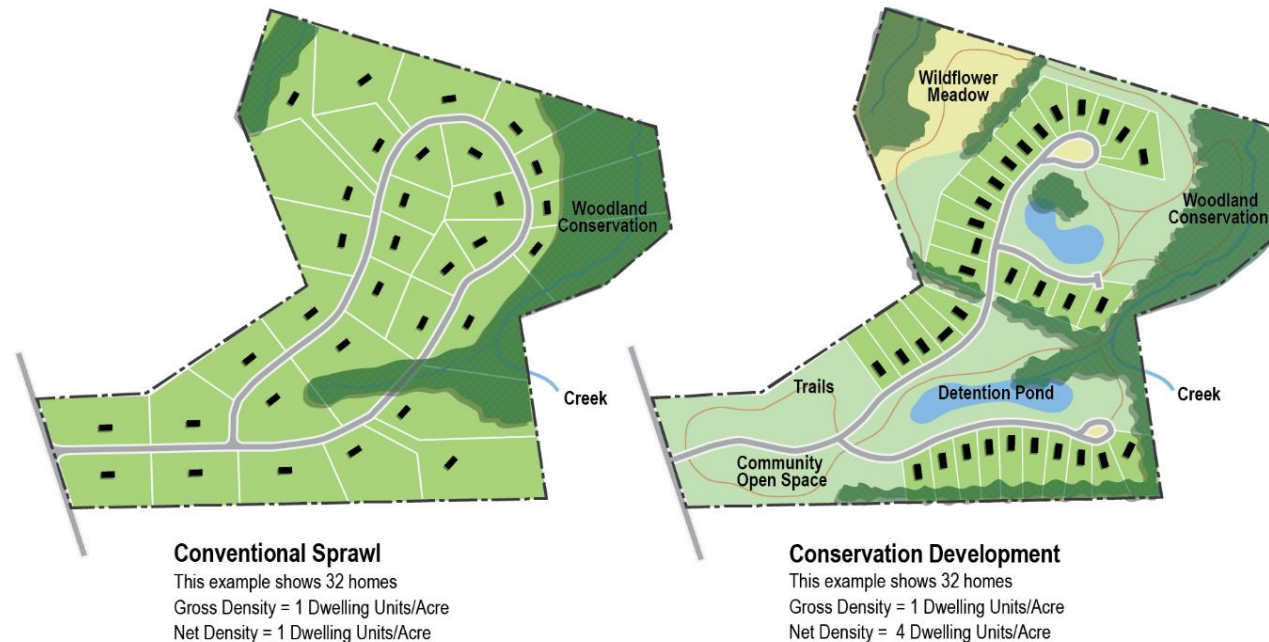 Woodland
Conservation
Creek
Conventional Sprawl
This example shows 32 homes
Gross Density = 1 Dwelling Units/Acre
Net Density = 1 Dwelling Units/Acre
Wildflower
Meadow
Woodland
Conservation
Trails
Detention Pond
Creek
Community
Open Space
Conservation Development
This example shows 32 homes
Gross Density = 1 Dwelling Units/Acre
Net Density = 4 Dwelling Units/Acre